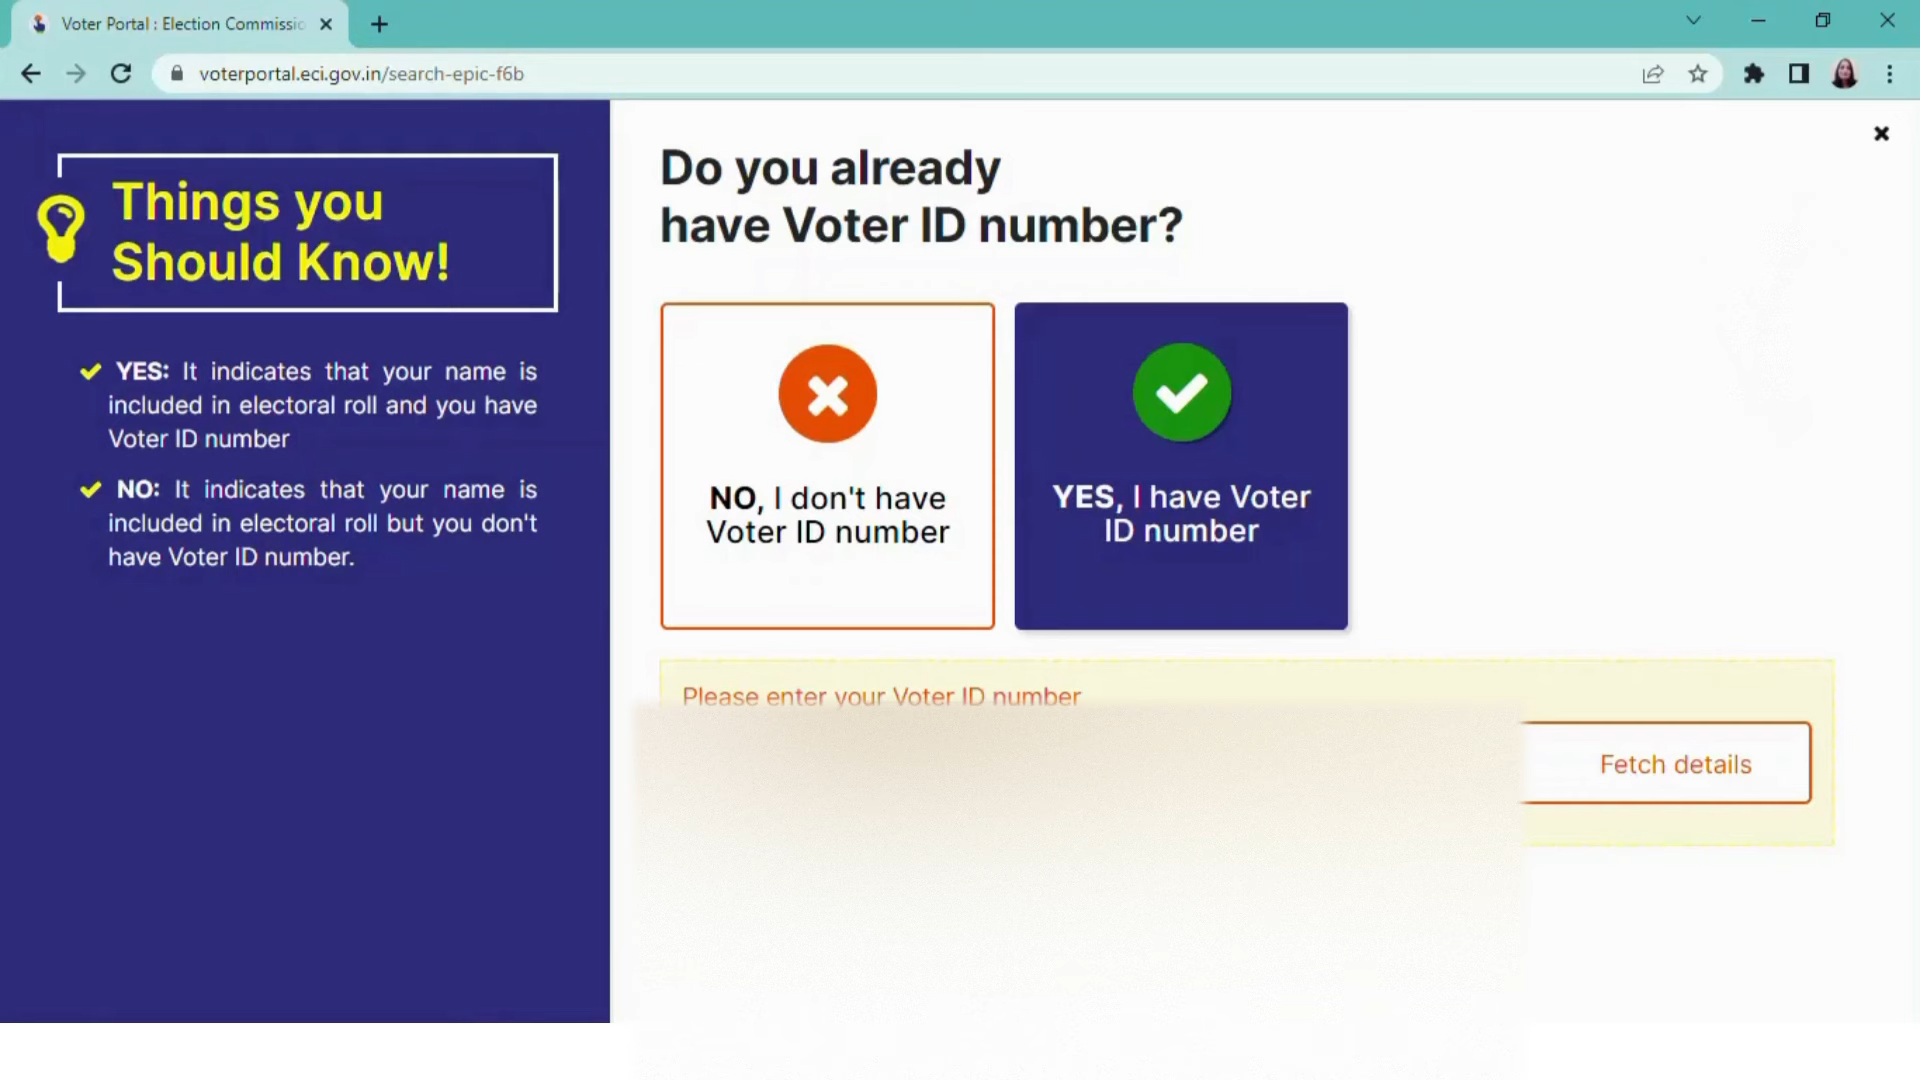 Voter Portal : Election Commissio
voterportal.eci.gov.in/search-epic-f6b
Things you
Should Know!
YES: It indicates that your name is
included in electoral roll and you have
Voter ID number
NO: It indicates that your name is
included in electoral roll but you don't
have Voter ID number.
Do you already
have Voter ID number?
NO, I don't have
Voter ID number
YES, I have Voter
ID number
Please enter your Voter ID number
Fetch details